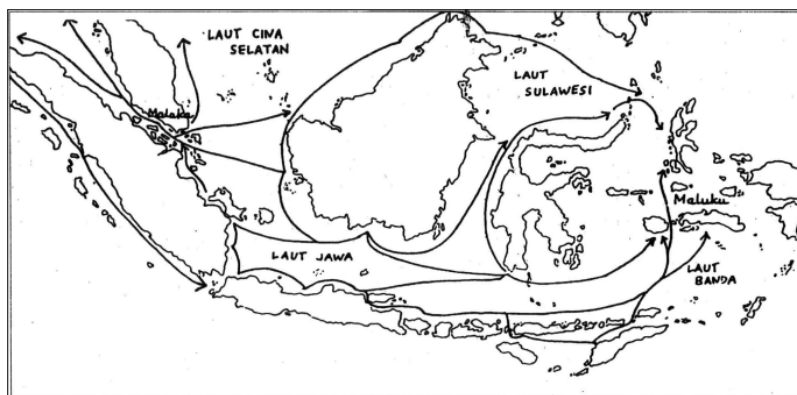 LAUT CINA
SELATAN
LAUT
SULAWESI
Malaka
Maluku
LAUT JAWA
LAUT
BANDA